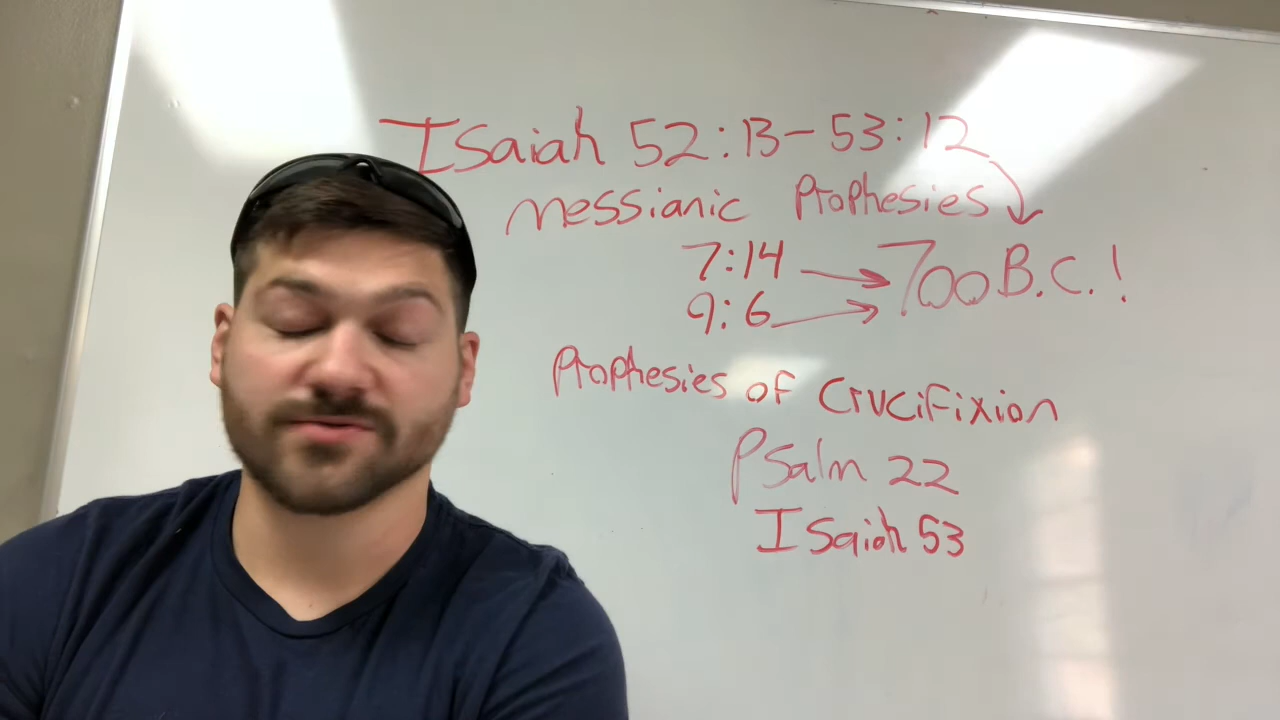 Isaiah 52:13-53:12
messianic Prophesies
7:14 → 700 B.C.!
9:6
Prophesies of Crucifixion
Psalm 22
Isaiah 53